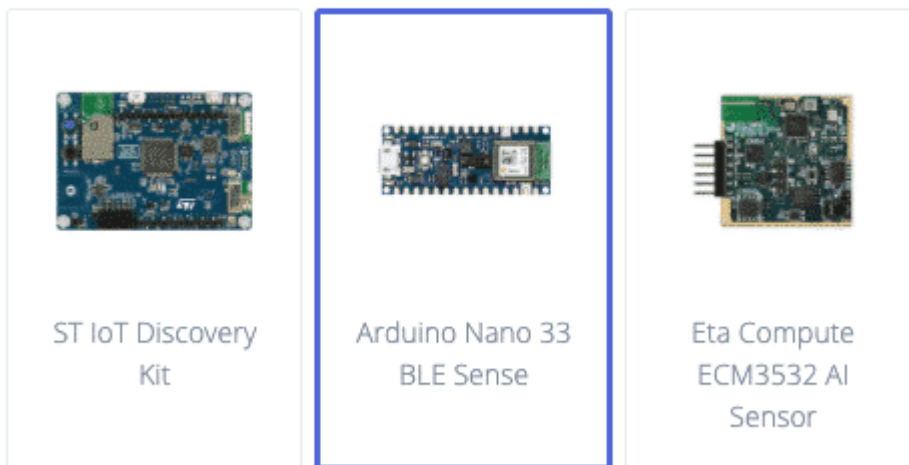 ST IoT Discovery
Kit
Arduino Nano 33
BLE Sense
Eta Compute
ECM3532 AI
Sensor